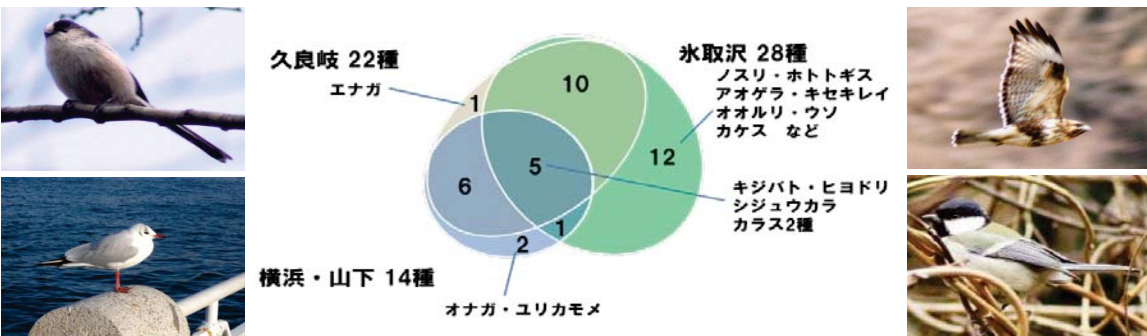 久良岐 22種
エナガ
氷取沢 28種
ノスリ・ホトトギス
アオゲラ・キセキレイ
オオルリ・ウソ
カケス など
1
10
12
6
5
キジバト・ヒヨドリ
シジュウカラ
カラス2種
1
2
横浜・山下 14種
オナガ・ユリカモメ